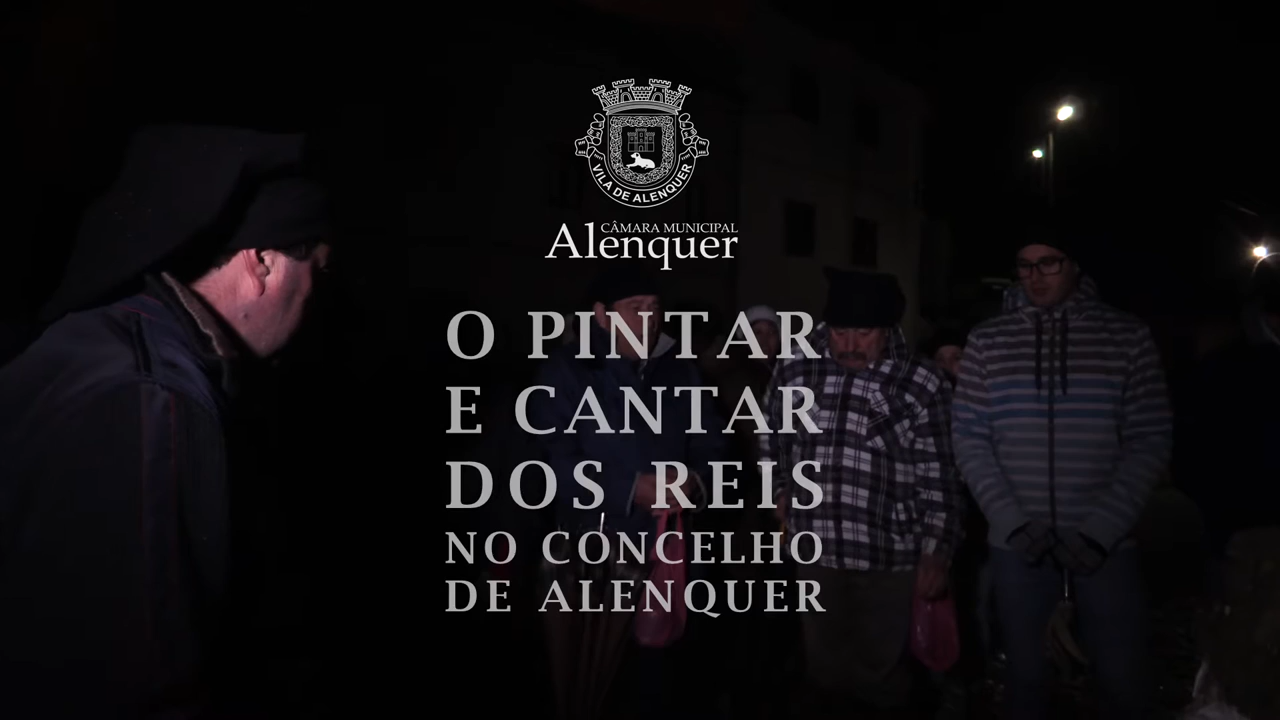 VILA DE ALENQUER
CÂMARA MUNICIPAL
Alenquer
O PINTAR
E CANTAR
DOS REIS
NO CONCELHO
DE ALENQUER